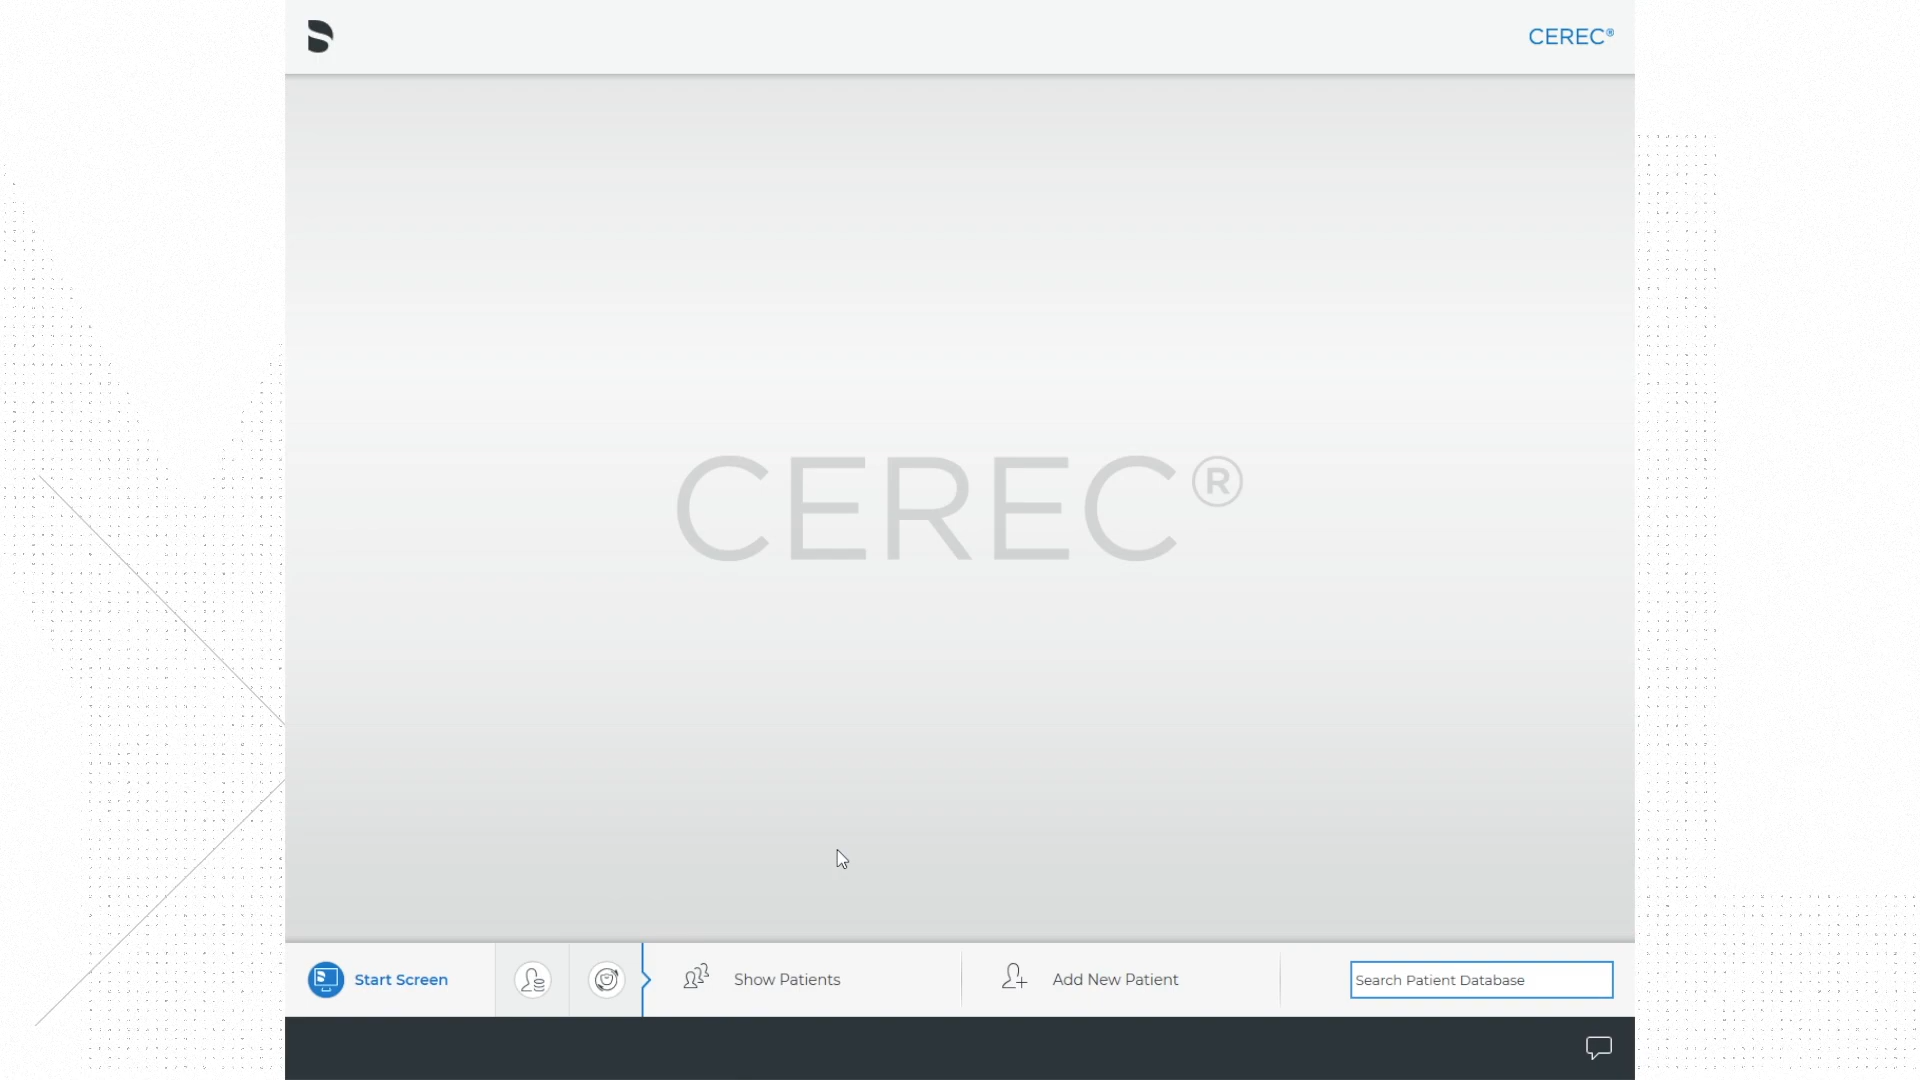 CEREC®
CEREC®
Start Screen
Show Patients
Add New Patient
Search Patient Database